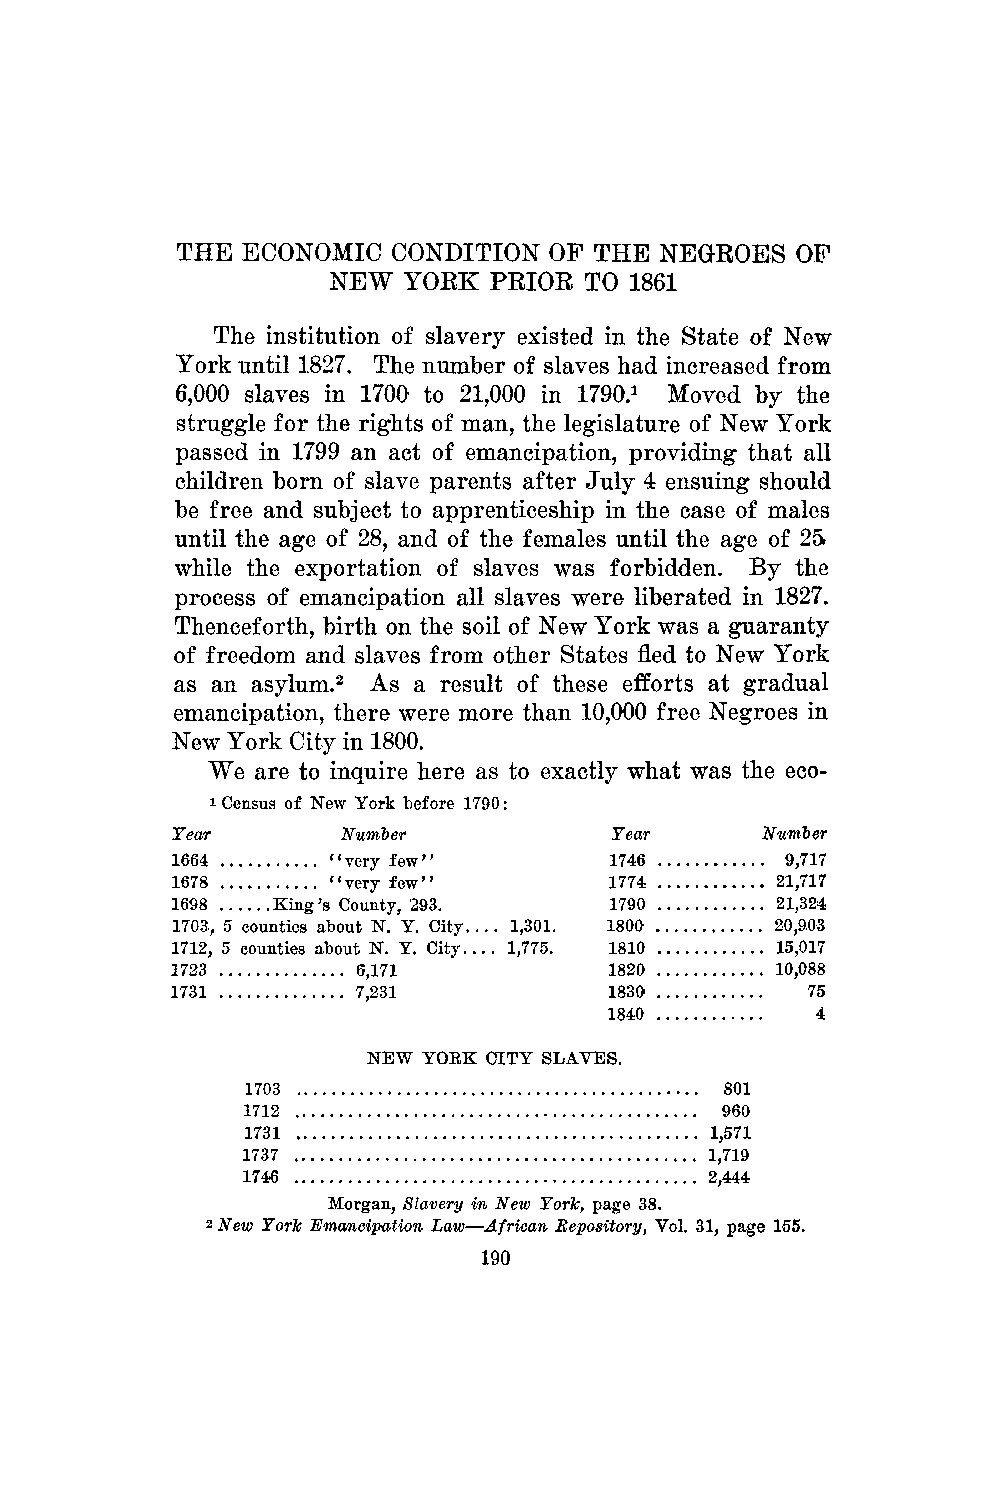 THE ECONOMIC CONDITION OF THE NEGROES OF
NEW YORK PRIOR TO 1861
The institution of slavery existed in the State of New
York until 1827. The number of slaves had increased from
6,000 slaves in 1700 to 21,000 in 1790.¹ Moved by the
struggle for the rights of man, the legislature of New York
passed in 1799 an act of emancipation, providing that all
children born of slave parents after July 4 ensuing should
be free and subject to apprenticeship in the case of males
until the age of 28, and of the females until the age of 25
while the exportation of slaves was forbidden. By the
process of emancipation all slaves were liberated in 1827.
Thenceforth, birth on the soil of New York was a guaranty
of freedom and slaves from other States fled to New York
as an asylum.² As a result of these efforts at gradual
emancipation, there were more than 10,000 free Negroes in
New York City in 1800.
We are to inquire here as to exactly what was the eco-
¹ Census of New York before 1790:
Year Number Year Number
1664 ........... "very few" 1746 ............ 9,717
1678 ........... "very few" 1774 ............ 21,717
1698 ......King's County, 293. 1790 ............ 21,324
1703, 5 counties about N. Y. City.... 1,301. 1800 ............ 20,903
1712, 5 counties about N. Y. City.... 1,775. 1810 ............ 15,017
1723 .............. 6,171 1820 ............ 10,088
1731 .............. 7,231 1830 ............ 75
1840 ............ 4
NEW YORK CITY SLAVES.
1703 ............................................ 801
1712 ............................................ 960
1731 ............................................ 1,571
1737 ............................................ 1,719
1746 ............................................ 2,444
Morgan, Slavery in New York, page 38.
² New York Emancipation Law—African Repository, Vol. 31, page 155.
190